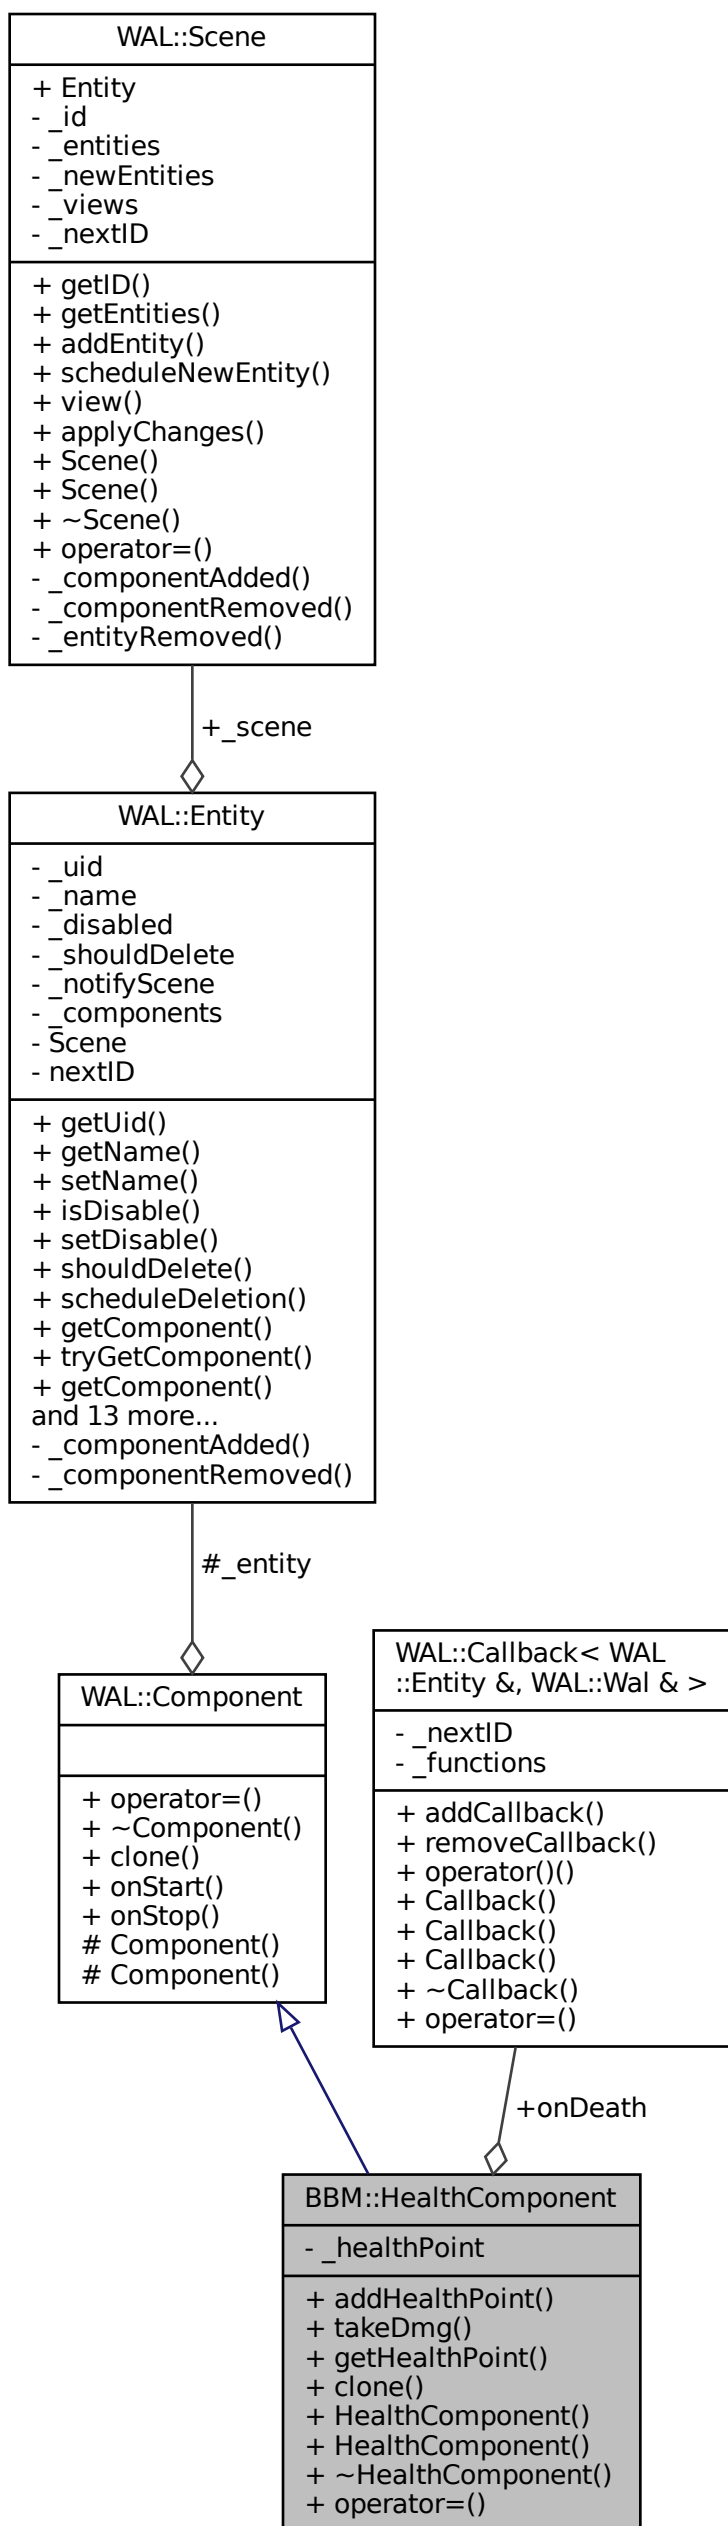 WAL::Scene
+ Entity
- _id
- _entities
- _newEntities
- _views
- _nextID
+ getID()
+ getEntities()
+ addEntity()
+ scheduleNewEntity()
+ view()
+ applyChanges()
+ Scene()
+ Scene()
+ ~Scene()
+ operator=()
- _componentAdded()
- _componentRemoved()
- _entityRemoved()
+_scene
WAL::Entity
- _uid
- _name
- _disabled
- _shouldDelete
- _notifyScene
- _components
- Scene
- nextID
+ getUid()
+ getName()
+ setName()
+ isDisable()
+ setDisable()
+ shouldDelete()
+ scheduleDeletion()
+ getComponent()
+ tryGetComponent()
+ getComponent()
and 13 more...
- _componentAdded()
- _componentRemoved()
#_entity
WAL::Component
+ operator=()
+ ~Component()
+ clone()
+ onStart()
+ onStop()
# Component()
# Component()
WAL::Callback< WAL
::Entity &, WAL::Wal & >
- _nextID
- _functions
+ addCallback()
+ removeCallback()
+ operator()()
+ Callback()
+ Callback()
+ Callback()
+ ~Callback()
+ operator=()
+onDeath
BBM::HealthComponent
- _healthPoint
+ addHealthPoint()
+ takeDmg()
+ getHealthPoint()
+ clone()
+ HealthComponent()
+ HealthComponent()
+ ~HealthComponent()
+ operator=()